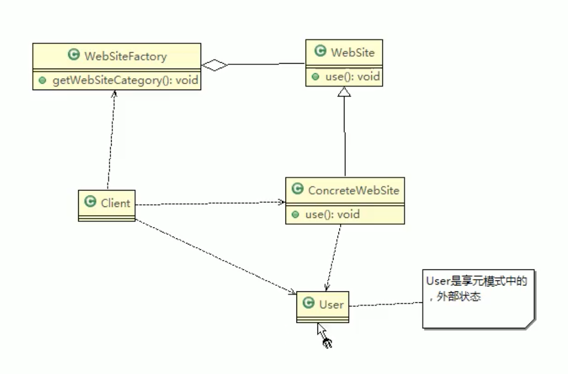 WebSiteFactory
getWebSiteCategory(): void
WebSite
use(): void
Client
ConcreteWebSite
use(): void
User
User是享元模式中的
，外部状态